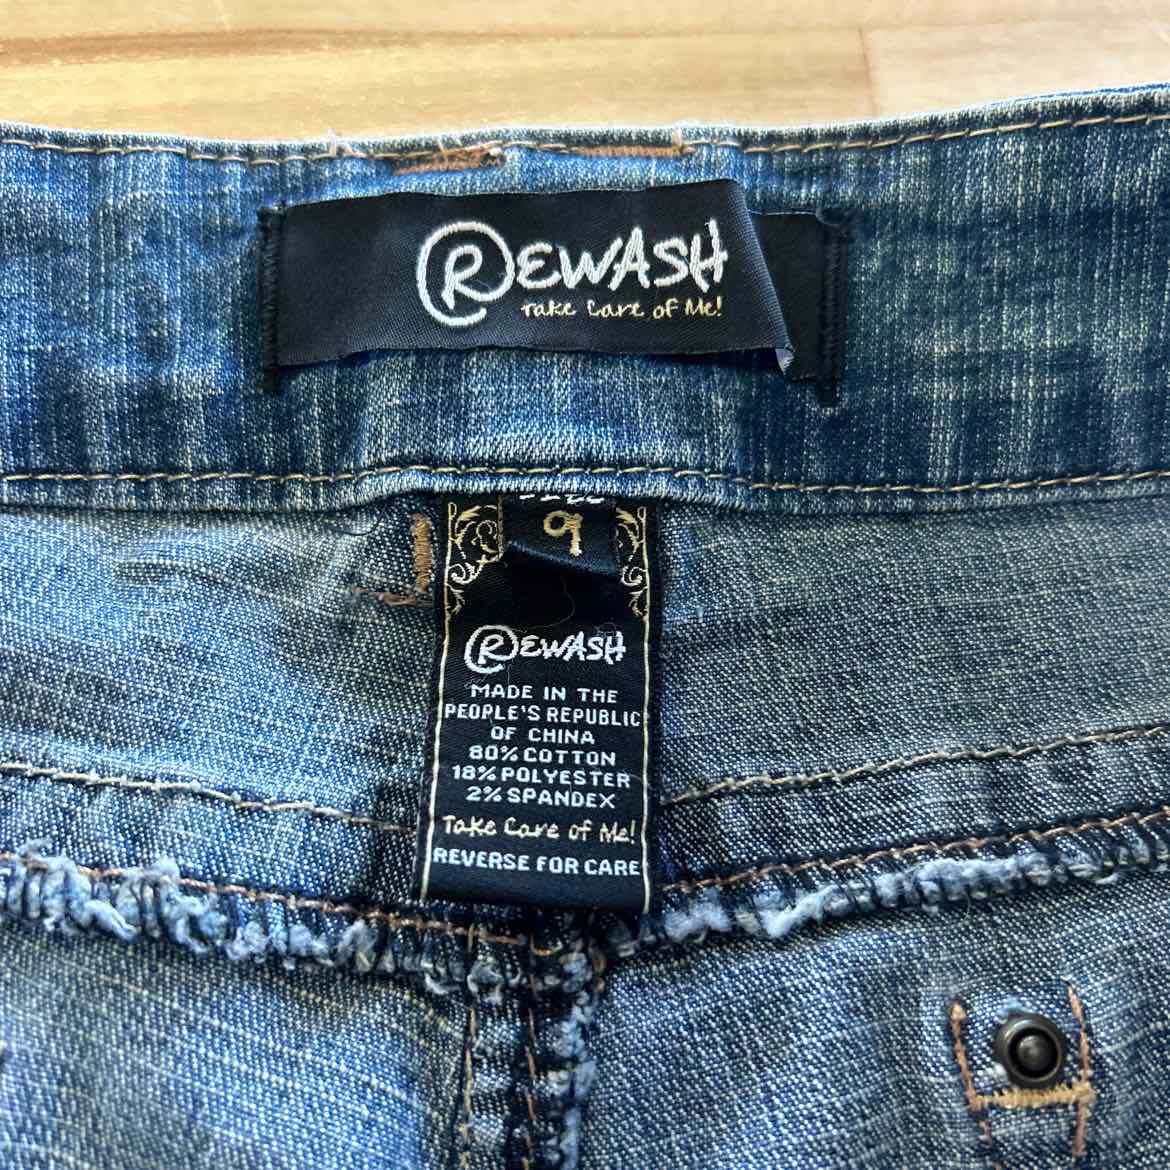 REWASH
Take Care of Me!
9
REWASH
MADE IN THE
PEOPLE'S REPUBLIC
OF CHINA
80% COTTON
18% POLYESTER
2% SPANDEX
Take Care of Me!
REVERSE FOR CARE